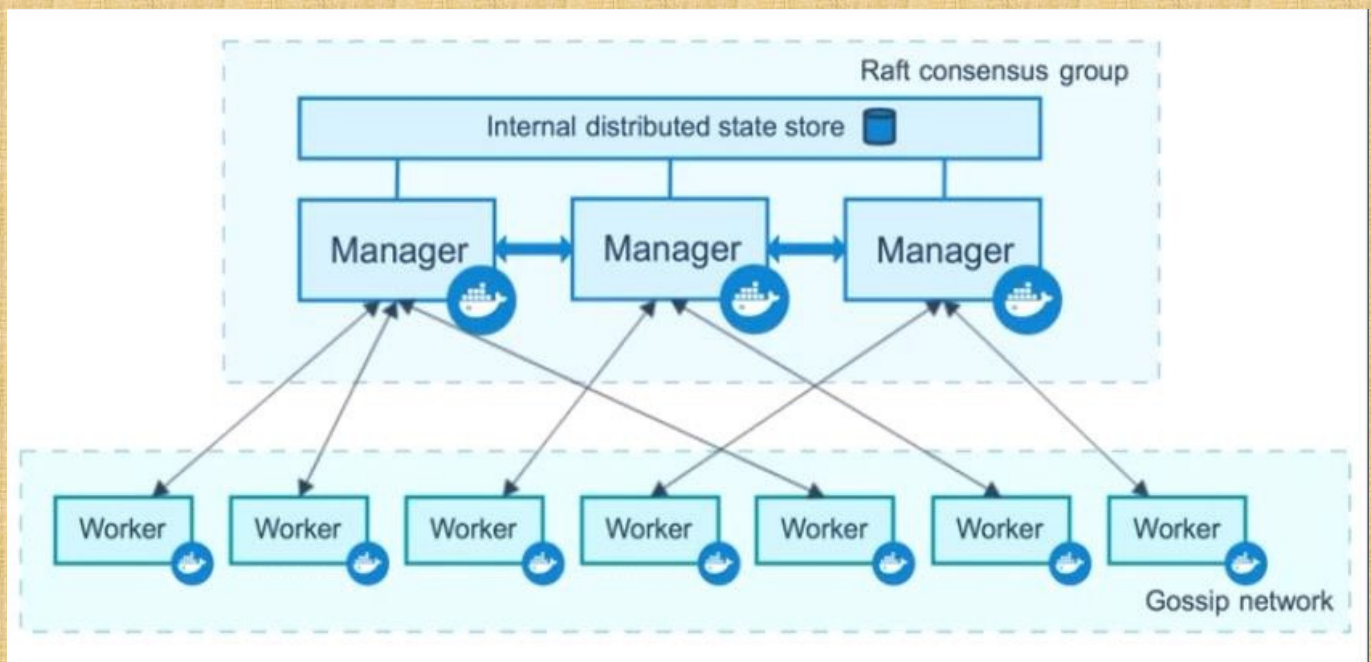 Raft consensus group
Internal distributed state store
Manager
Manager
Manager
Worker
Worker
Worker
Worker
Worker
Worker
Worker
Gossip network